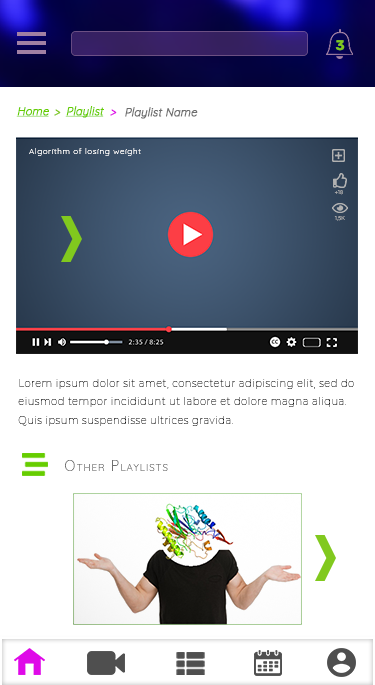 3
Home > Playlist > Playlist Name
Algorithm of losing weight
+18
1,5K
2:35 / 8:25
CC
Lorem ipsum dolor sit amet, consectetur adipiscing elit, sed do
eiusmod tempor incididunt ut labore et dolore magna aliqua.
Quis ipsum suspendisse ultrices gravida.
Other Playlists